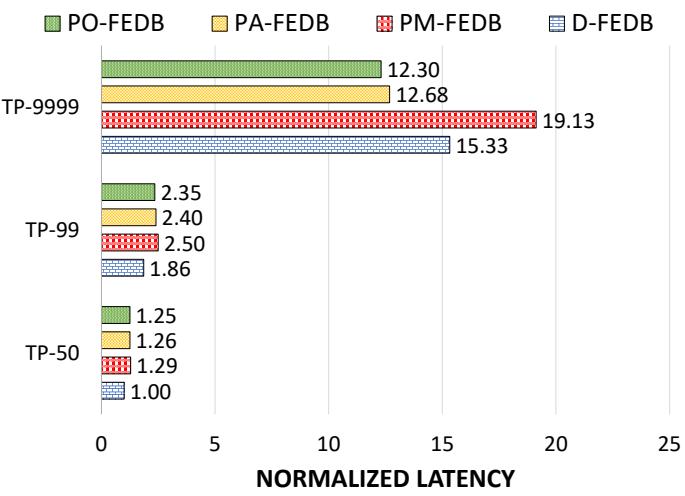 PO-FEDB PA-FEDB PM-FEDB D-FEDB
TP-9999
12.30
12.68
19.13
15.33
TP-99
2.35
2.40
2.50
1.86
TP-50
1.25
1.26
1.29
1.00
0 5 10 15 20 25
NORMALIZED LATENCY